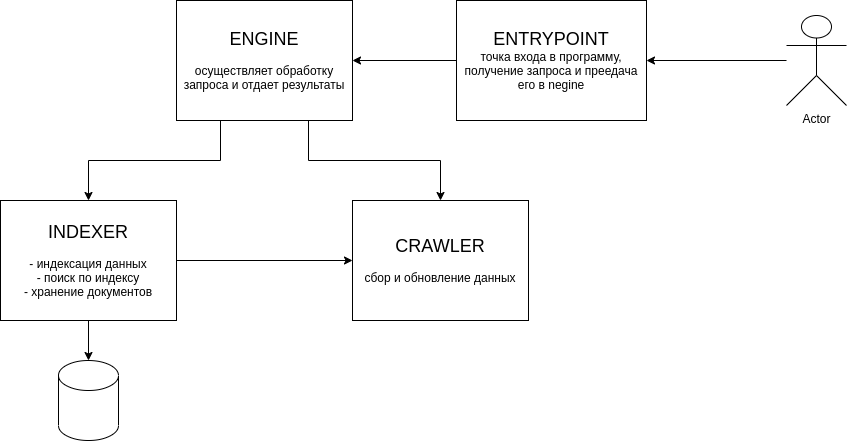 ENGINE
осуществляет обработку
запроса и отдает результаты
ENTRYPOINT
точка входа в программу,
получение запроса и преедача
его в negine
Actor
INDEXER
- индексация данных
- поиск по индексу
- хранение документов
CRAWLER
сбор и обновление данных